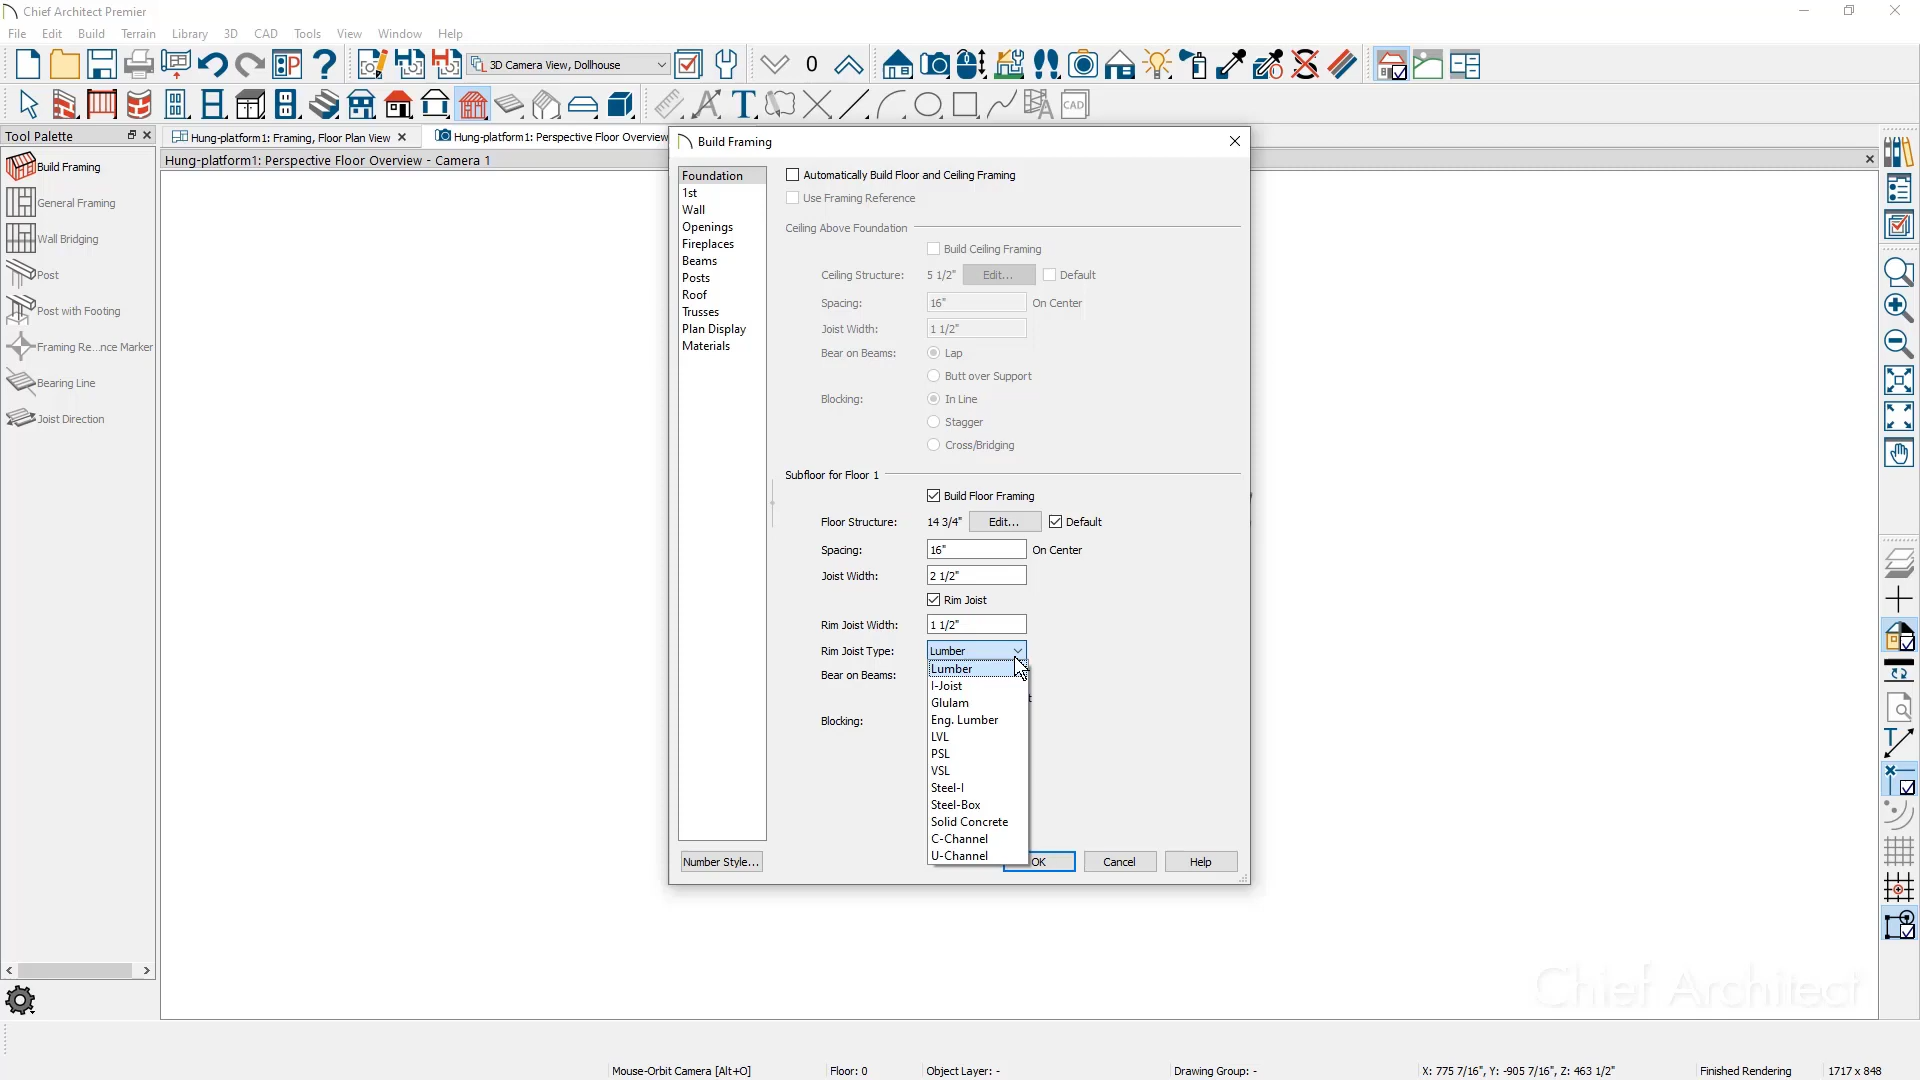 Chief Architect Premier
File Edit Build Terrain Library 3D CAD Tools View Window Help
3D Camera View, Dollhouse
0
CAD
Tool Palette
Hung-platform1: Framing, Floor Plan View
Hung-platform1: Perspective Floor Overview
Hung-platform1: Perspective Floor Overview - Camera 1
Build Framing
General Framing
Wall Bridging
Post
Post with Footing
Framing Re...nce Marker
Bearing Line
Joist Direction
Build Framing
Foundation
1st
Wall
Openings
Fireplaces
Beams
Posts
Roof
Trusses
Plan Display
Materials
Automatically Build Floor and Ceiling Framing
Use Framing Reference
Ceiling Above Foundation
Build Ceiling Framing
Ceiling Structure: 5 1/2" Edit... Default
Spacing: 16" On Center
Joist Width: 1 1/2"
Bear on Beams: Lap
Butt over Support
Blocking: In Line
Stagger
Cross/Bridging
Subfloor for Floor 1
Build Floor Framing
Floor Structure: 14 3/4" Edit... Default
Spacing: 16" On Center
Joist Width: 2 1/2"
Rim Joist
Rim Joist Width: 1 1/2"
Rim Joist Type: Lumber
Bear on Beams:
Blocking:
Lumber
I-Joist
Glulam
Eng. Lumber
LVL
PSL
VSL
Steel-I
Steel-Box
Solid Concrete
C-Channel
U-Channel
Number Style... OK Cancel Help
Chief Architect
Mouse-Orbit Camera [Alt+O] Floor: 0 Object Layer: - Drawing Group: - X: 775 7/16", Y: -905 7/16", Z: 463 1/2" Finished Rendering 1717 x 848